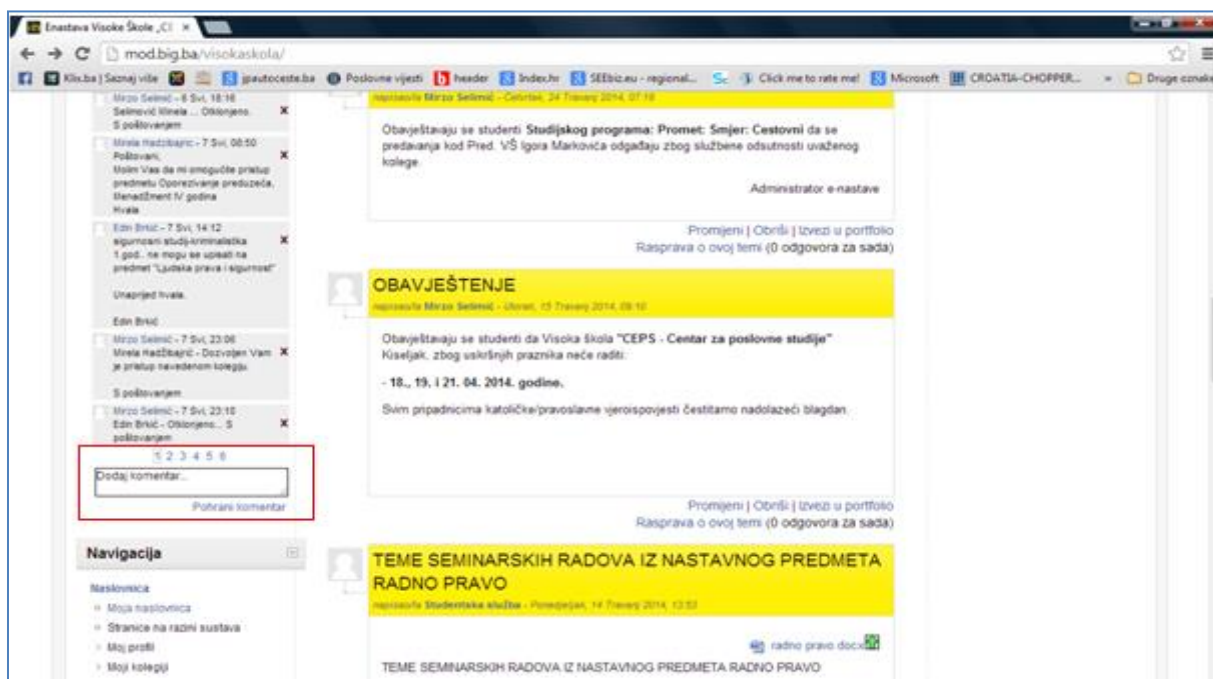 Enastava Visoke Škole „CE
mod.big.ba/visokaskola/
Klix.ba | Saznaj više
jpautoceste.ba
Poslovne vijesti
header
Index.hr
SEEbiz.eu - regional...
Click me to rate me!
Microsoft
CROATIA-CHOPPER...
Druge oznake
Mirzo Selimić - 6 Svi, 18:16
Selimović Minela ... Otklonjeno.
S poštovanjem
Mirela Hadžibajrić - 7 Svi, 08:50
Poštovani,
Molim Vas da mi omogućite pristup
predmetu Oporezivanje preduzeća,
Menadžment IV godina
Hvala
Edin Brkić - 7 Svi, 14:12
sigurnosni studij-kriminalistika
1 god.. ne mogu se upisati na
predmet "Ljudska prava i sigurnost"
Unaprijed hvala.
Edin Brkić
Mirzo Selimić - 7 Svi, 23:06
Mirela Hadžibajrić - Dozvoljen Vam
je pristup navedenom kolegiju.
S poštovanjem
Mirzo Selimić - 7 Svi, 23:10
Edin Brkić - Otklonjeno... S
poštovanjem
1 2 3 4 5 6
Dodaj komentar...
Pohrani komentar
Navigacija
Naslovnica
Moja naslovnica
Stranice na razini sustava
Moj profil
Moji kolegiji
napisao/la Mirzo Selimić - Četvrtak, 24 Travanj 2014, 07:19
Obavještavaju se studenti Studijskog programa: Promet: Smjer: Cestovni da se
predavanja kod Pred. VŠ Igora Markovića odgađaju zbog službene odsutnosti uvaženog
kolege.
Administrator e-nastave
Promijeni | Obriši | Izvezi u portfolio
Rasprava o ovoj temi (0 odgovora za sada)
OBAVJEŠTENJE
napisao/la Mirzo Selimić - Utorak, 15 Travanj 2014, 09:10
Obavještavaju se studenti da Visoka škola "CEPS - Centar za poslovne studije"
Kiseljak, zbog uskršnjih praznika neće raditi:
- 18., 19. i 21. 04. 2014. godine.
Svim pripadnicima katoličke/pravoslavne vjeroispovjesti čestitamo nadolazeći blagdan.
Promijeni | Obriši | Izvezi u portfolio
Rasprava o ovoj temi (0 odgovora za sada)
TEME SEMINARSKIH RADOVA IZ NASTAVNOG PREDMETA
RADNO PRAVO
napisao/la Studentska služba - Ponedjeljak, 14 Travanj 2014, 13:53
radno pravo.docx
TEME SEMINARSKIH RADOVA IZ NASTAVNOG PREDMETA RADNO PRAVO